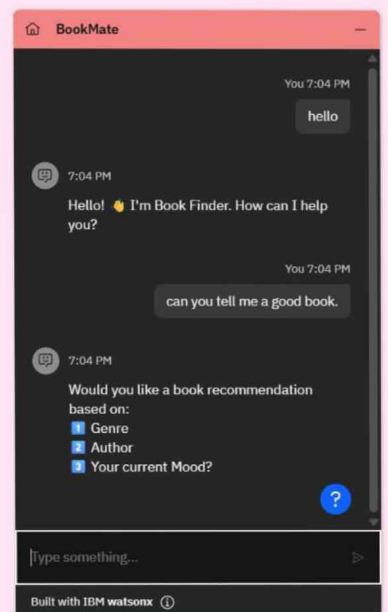 BookMate
You 7:04 PM
hello
7:04 PM
Hello! 👋 I'm Book Finder. How can I help
you?
You 7:04 PM
can you tell me a good book.
7:04 PM
Would you like a book recommendation
based on:
1️⃣ Genre
2️⃣ Author
3️⃣ Your current Mood?
?
Type something...
Built with IBM watsonx